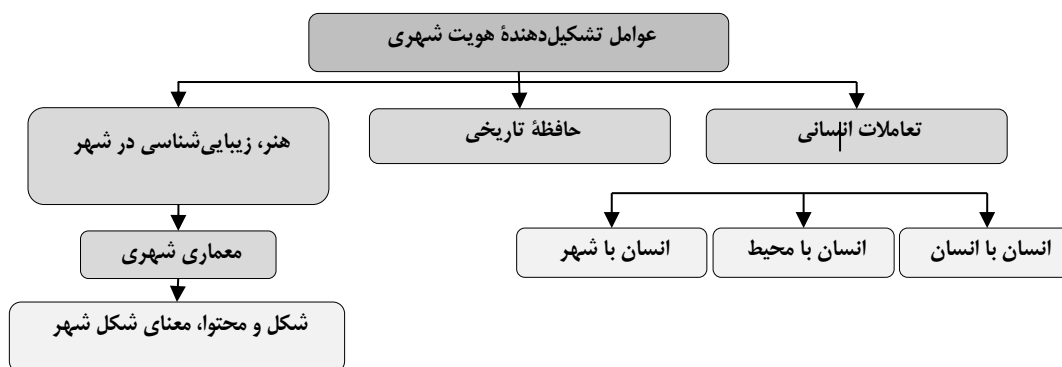 عوامل تشکیل‌دهندهٔ هویت شهری
تعاملات انسانی
حافظهٔ تاریخی
هنر، زیبایی‌شناسی در شهر
انسان با انسان
انسان با محیط
انسان با شهر
معماری شهری
شکل و محتوا، معنای شکل شهر